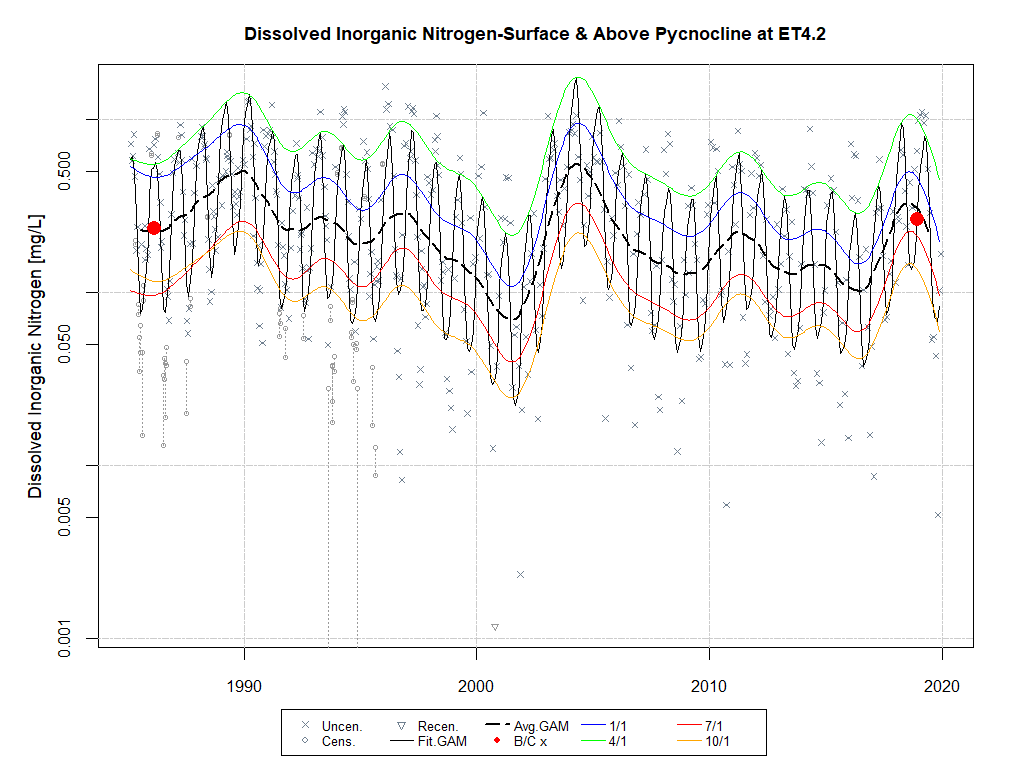 Dissolved Inorganic Nitrogen-Surface & Above Pycnocline at ET4.2
Dissolved Inorganic Nitrogen [mg/L]
0.500
0.050
0.005
0.001
1990 2000 2010 2020
Uncen. Recen. Avg.GAM 1/1 7/1
Cens. Fit.GAM B/C x 4/1 10/1